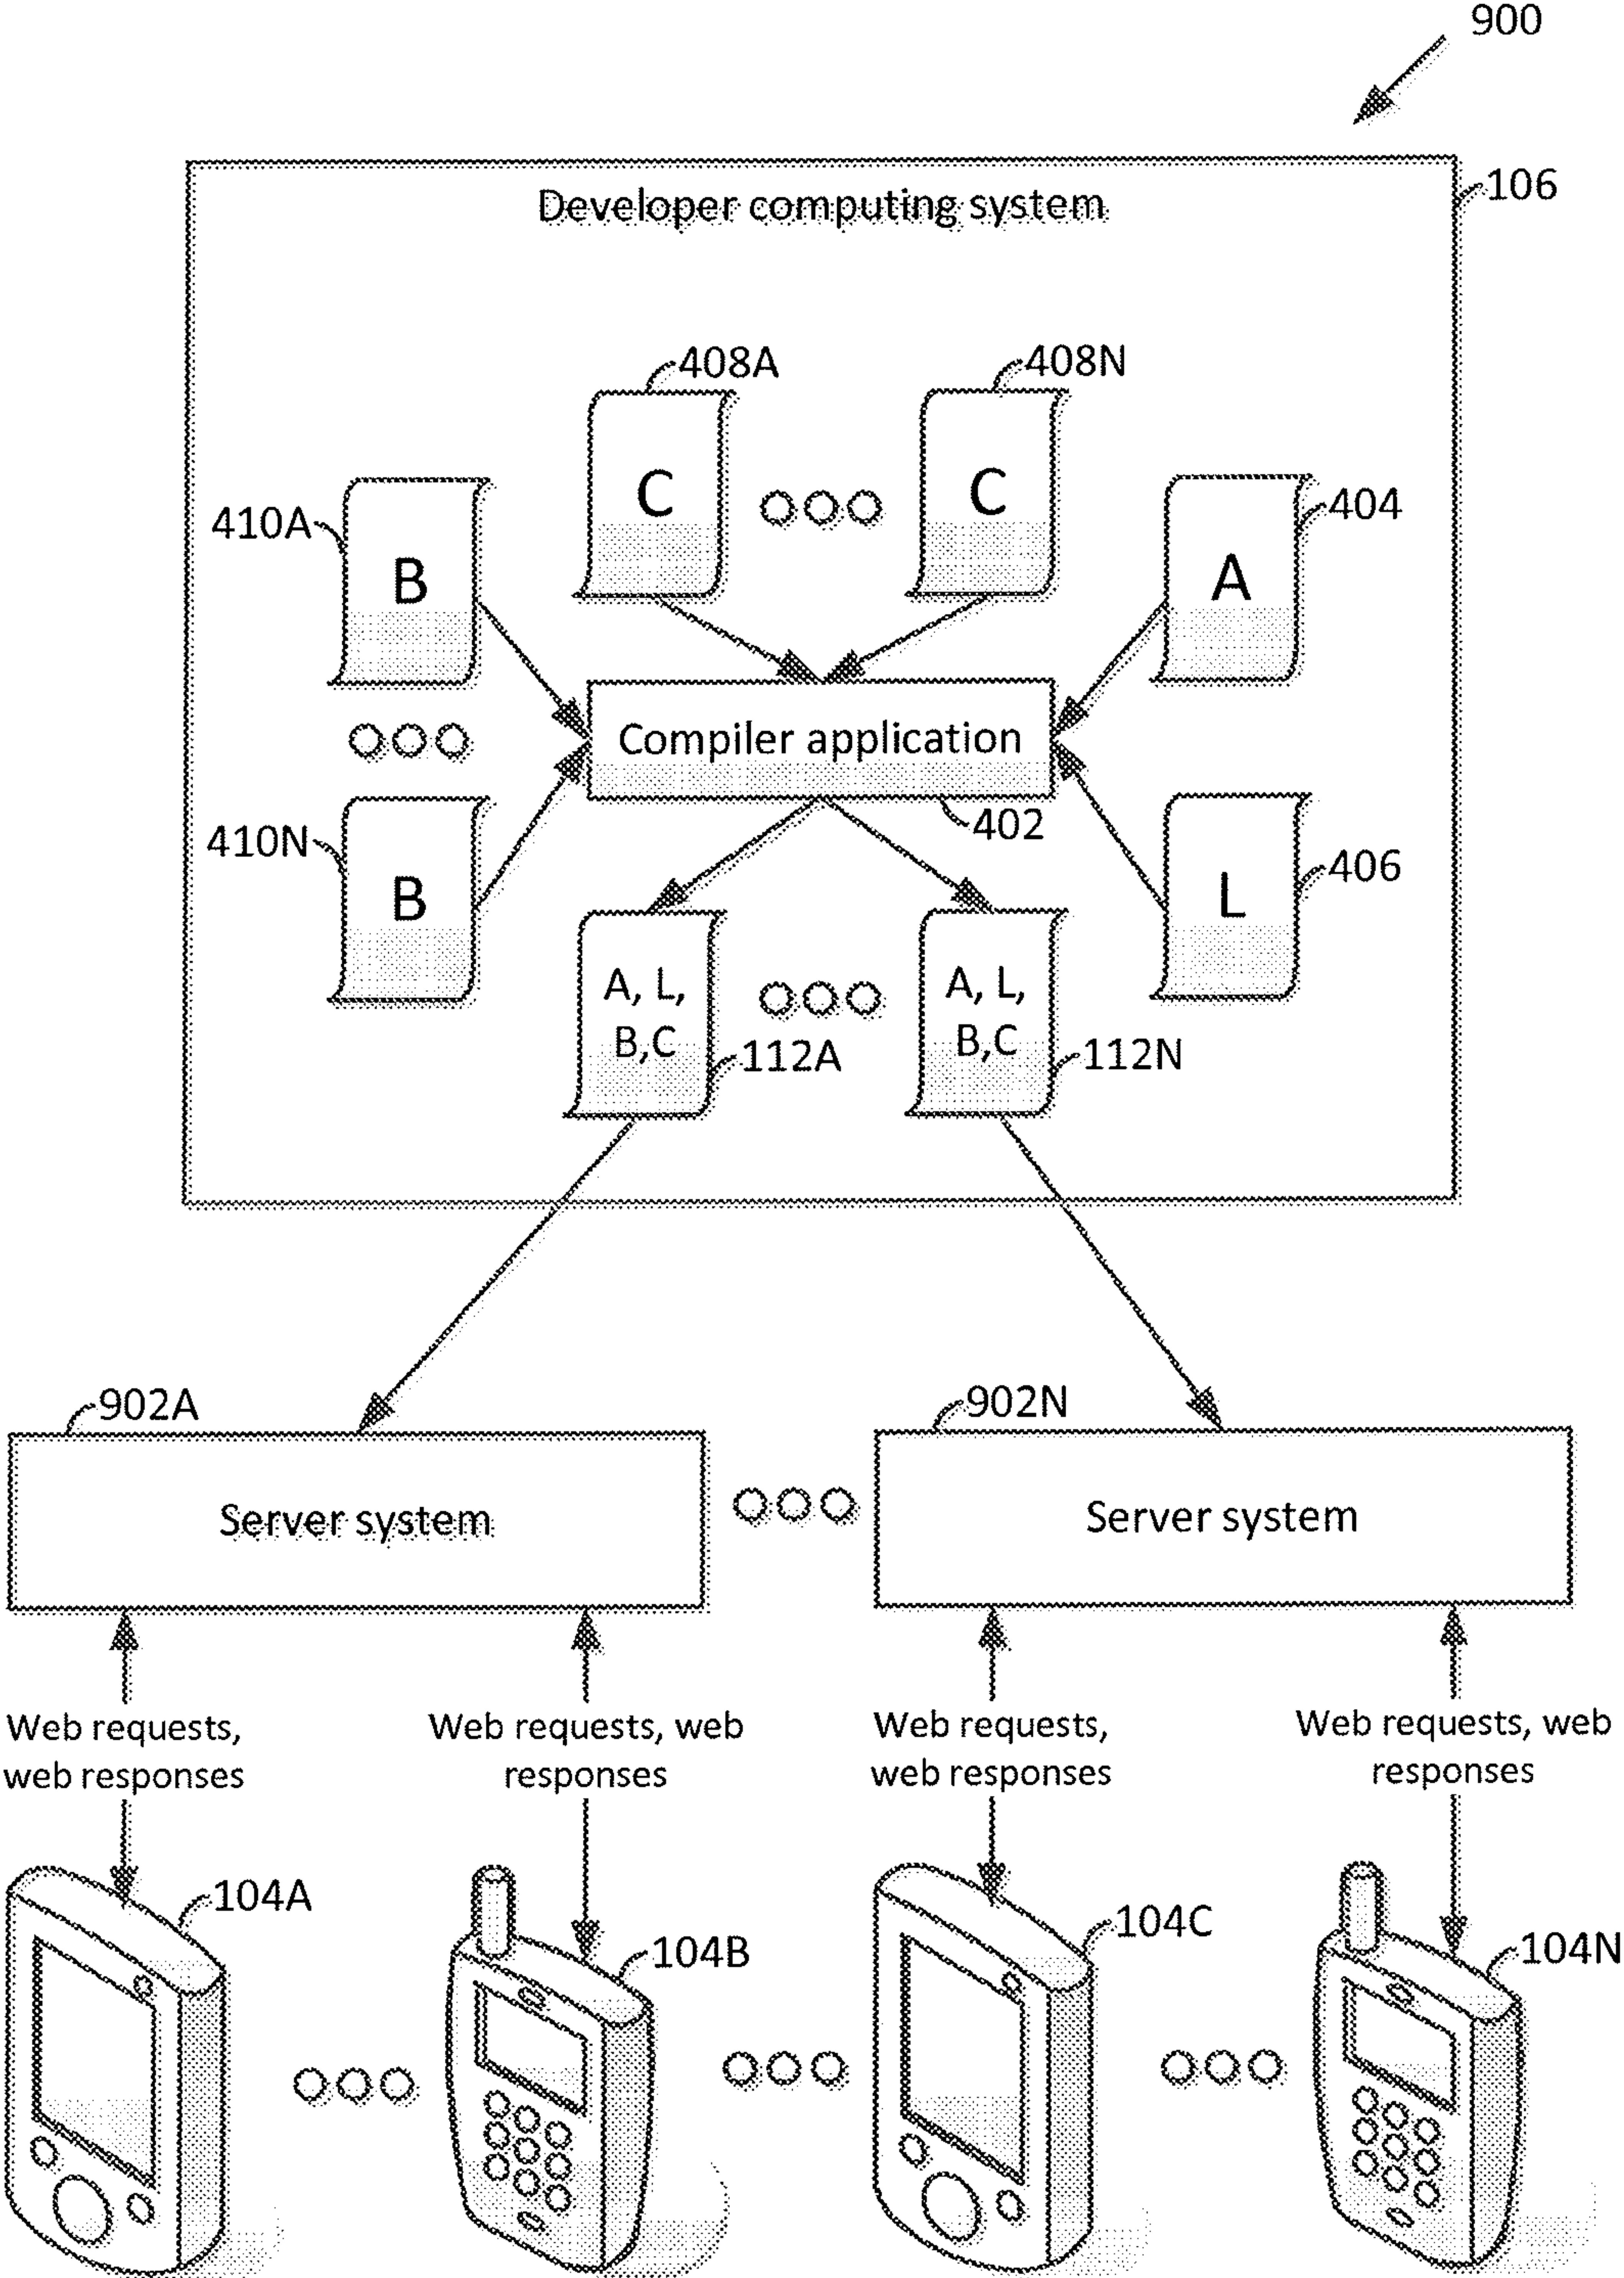 900
106
Developer computing system
408A
408N
C
C
410A
404
B
A
Compiler application
402
410N
406
B
L
A, L,
B,C
A, L,
B,C
112A
112N
902A
902N
Server system
Server system
Web requests,
web responses
Web requests, web
responses
Web requests,
web responses
Web requests, web
responses
104A
104B
104C
104N